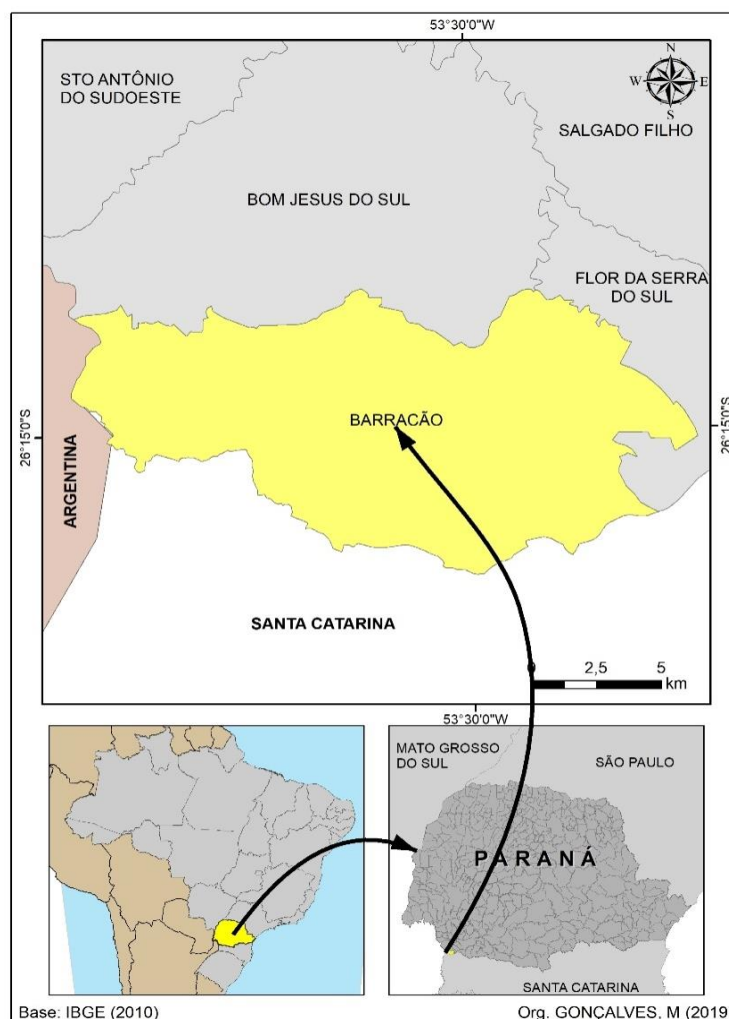 53°30'0"W
STO ANTÔNIO
DO SUDOESTE
N
W E
S
SALGADO FILHO
BOM JESUS DO SUL
FLOR DA SERRA
DO SUL
BARRACÃO
26°15'0"S
26°15'0"S
ARGENTINA
SANTA CATARINA
0 2,5 5
km
53°30'0"W
MATO GROSSO
DO SUL
SÃO PAULO
PARANÁ
SANTA CATARINA
Base: IBGE (2010)
Org. GONÇALVES, M (2019